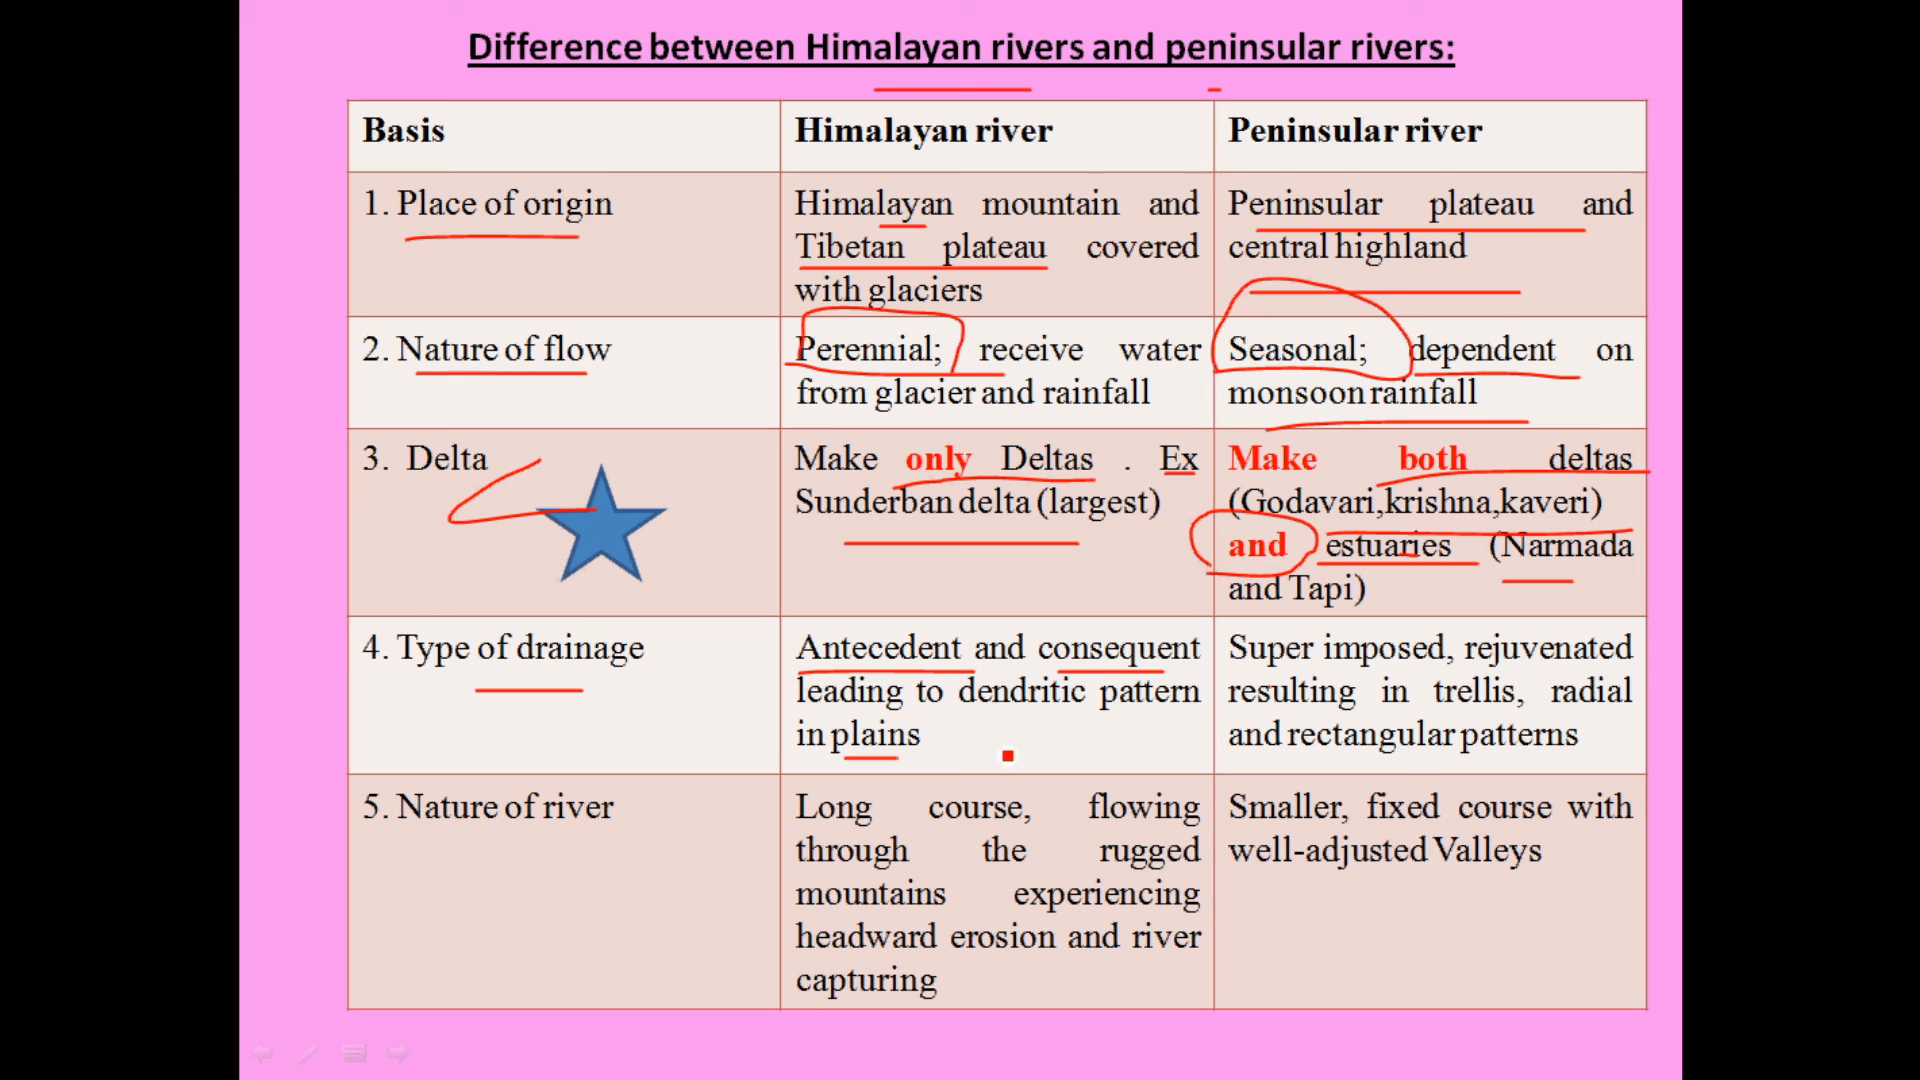 Difference between Himalayan rivers and peninsular rivers:
Basis
Himalayan river
Peninsular river
1. Place of origin
Himalayan mountain and
Tibetan plateau covered
with glaciers
Peninsular plateau and
central highland
2. Nature of flow
Perennial; receive water
from glacier and rainfall
Seasonal; dependent on
monsoon rainfall
3. Delta
Make only Deltas . Ex
Sunderban delta (largest)
Make both deltas
(Godavari,krishna,kaveri)
and estuaries (Narmada
and Tapi)
4. Type of drainage
Antecedent and consequent
leading to dendritic pattern
in plains
Super imposed, rejuvenated
resulting in trellis, radial
and rectangular patterns
5. Nature of river
Long course, flowing
through the rugged
mountains experiencing
headward erosion and river
capturing
Smaller, fixed course with
well-adjusted Valleys